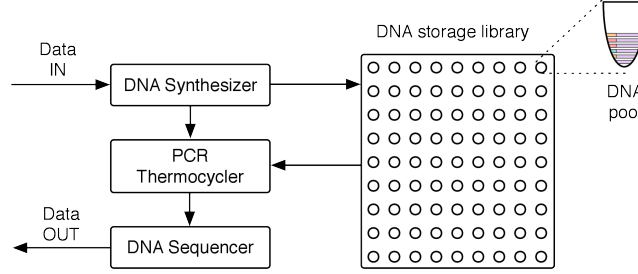 Data
IN
DNA Synthesizer
PCR
Thermocycler
Data
OUT
DNA Sequencer
DNA storage library
DNA
poo